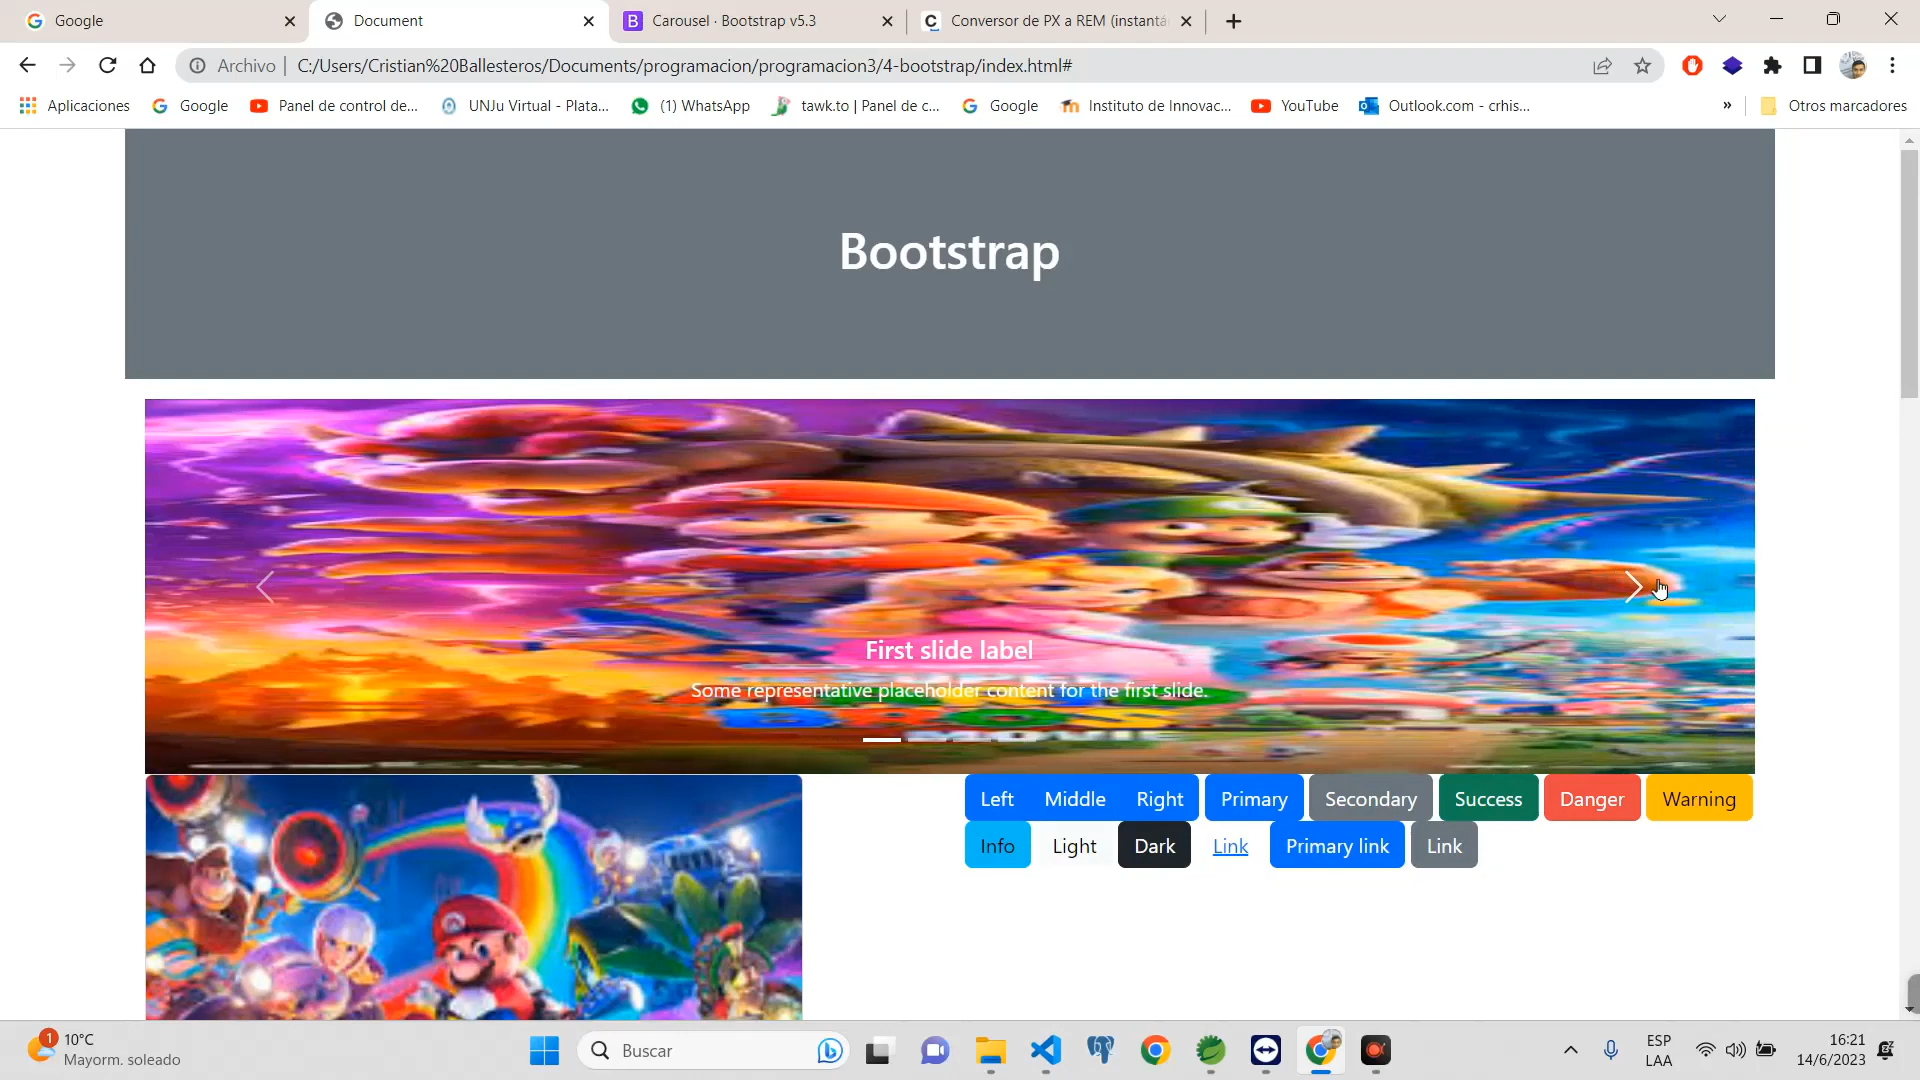 Google
Document
Carousel · Bootstrap v5.3
Conversor de PX a REM (instantá
Archivo
C:/Users/Cristian%20Ballesteros/Documents/programacion/programacion3/4-bootstrap/index.html#
Aplicaciones
Google
Panel de control de...
UNJu Virtual - Plata...
(1) WhatsApp
tawk.to | Panel de c...
Google
Instituto de Innovac...
YouTube
Outlook.com - crhis...
»
Otros marcadores
Bootstrap
First slide label
Some representative placeholder content for the first slide.
Left
Middle
Right
Primary
Secondary
Success
Danger
Warning
Info
Light
Dark
Link
Primary link
Link
1
10°C
Mayorm. soleado
Buscar
ESP
LAA
16:21
14/6/2023